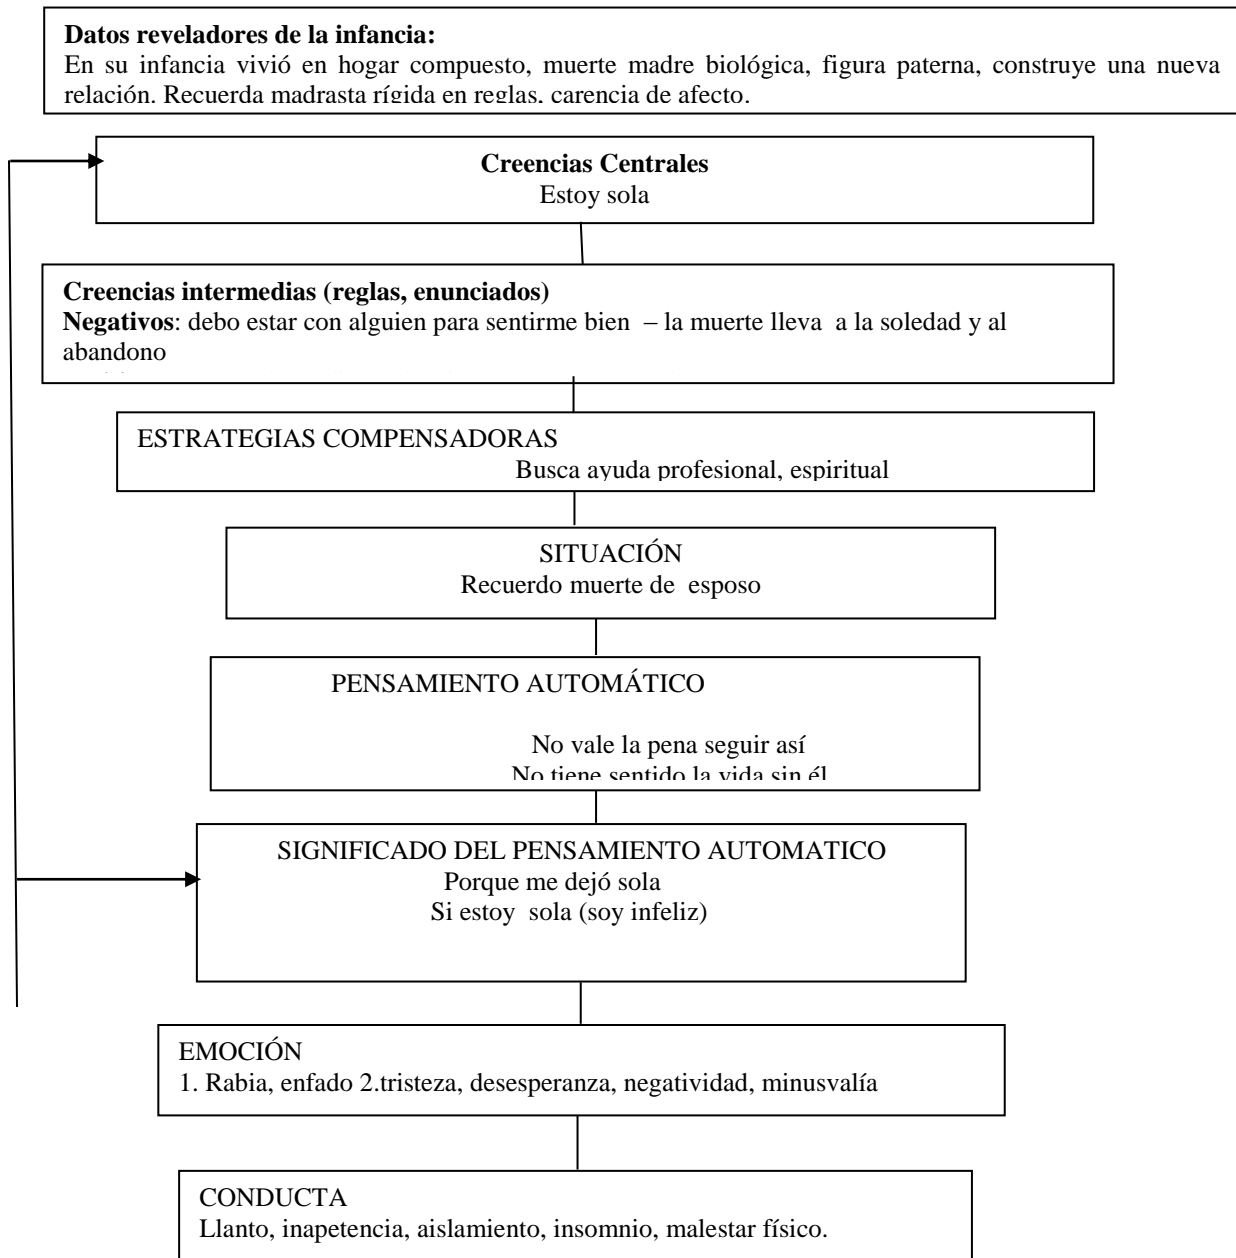 Datos reveladores de la infancia:
En su infancia vivió en hogar compuesto, muerte madre biológica, figura paterna, construye una nueva
relación. Recuerda madrasta rígida en reglas, carencia de afecto.
Creencias Centrales
Estoy sola
Creencias intermedias (reglas, enunciados)
Negativos: debo estar con alguien para sentirme bien – la muerte lleva a la soledad y al
abandono
ESTRATEGIAS COMPENSADORAS
Busca ayuda profesional, espiritual
SITUACIÓN
Recuerdo muerte de esposo
PENSAMIENTO AUTOMÁTICO
No vale la pena seguir así
No tiene sentido la vida sin él
SIGNIFICADO DEL PENSAMIENTO AUTOMATICO
Porque me dejó sola
Si estoy sola (soy infeliz)
EMOCIÓN
1. Rabia, enfado 2.tristeza, desesperanza, negatividad, minusvalía
CONDUCTA
Llanto, inapetencia, aislamiento, insomnio, malestar físico.